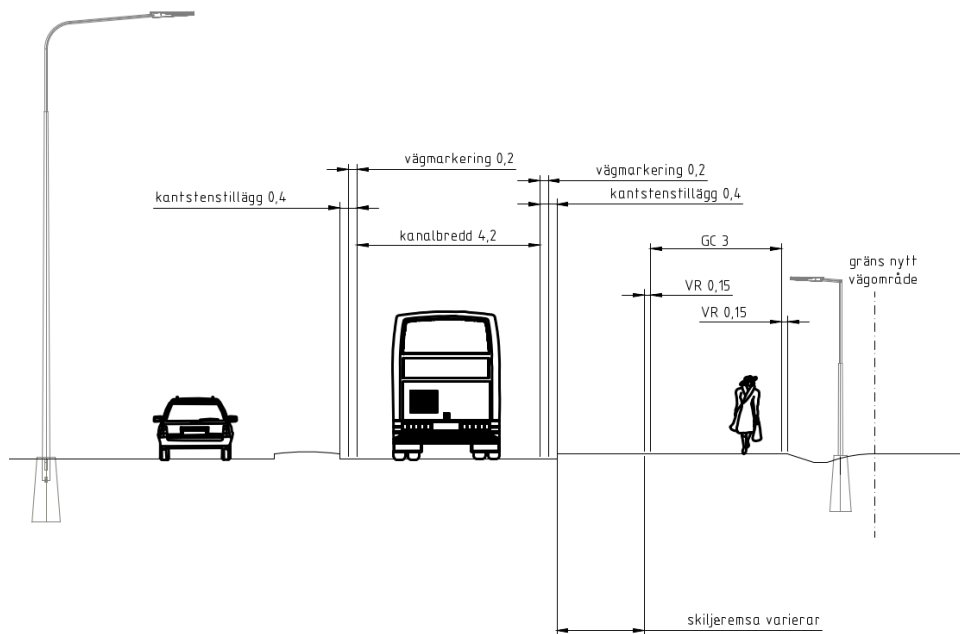 vägmarkering 0,2
vägmarkering 0,2
kantstenstillägg 0,4
kantstenstillägg 0,4
kanalbredd 4,2
GC 3
gräns nytt
vägområde
VR 0,15
VR 0,15
skiljeremsa varierar